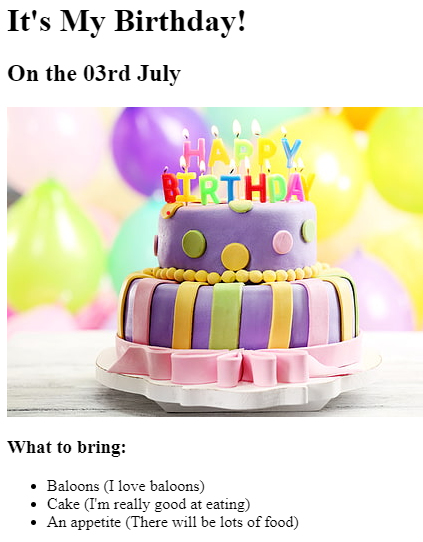 It's My Birthday!
On the 03rd July
HAPPY
BIRTHDAY
What to bring:
Baloons (I love baloons)
Cake (I'm really good at eating)
An appetite (There will be lots of food)